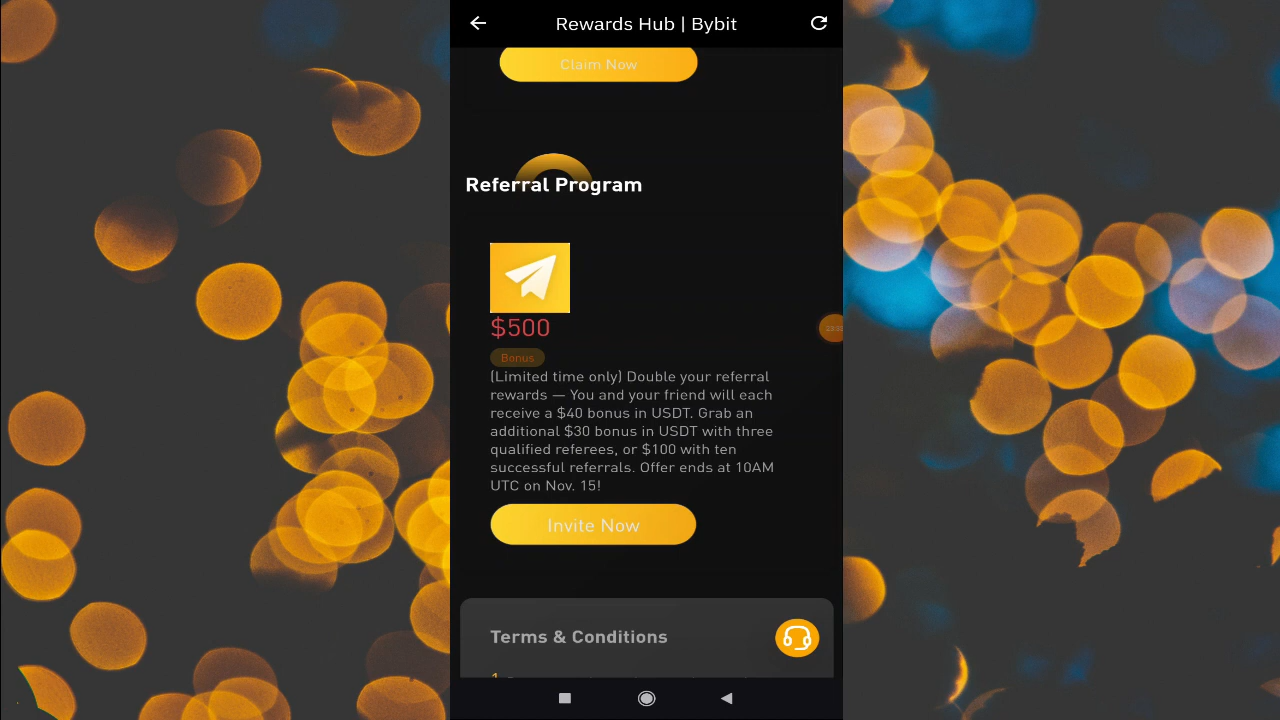 Rewards Hub | Bybit
Claim Now
Referral Program
$500
Bonus
(Limited time only) Double your referral
rewards — You and your friend will each
receive a $40 bonus in USDT. Grab an
additional $30 bonus in USDT with three
qualified referees, or $100 with ten
successful referrals. Offer ends at 10AM
UTC on Nov. 15!
Invite Now
Terms & Conditions